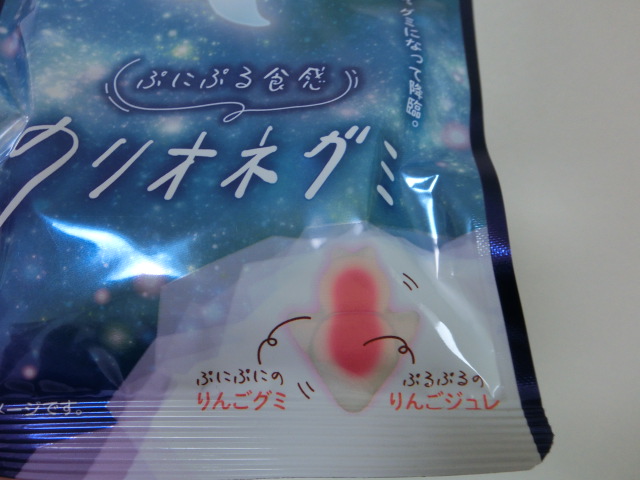 グミになって降臨。
ぷにぷる食感
クリオネグミ
ぷにぷにの
りんごグミ
ぷるぷるの
りんごジュレ
メージです。